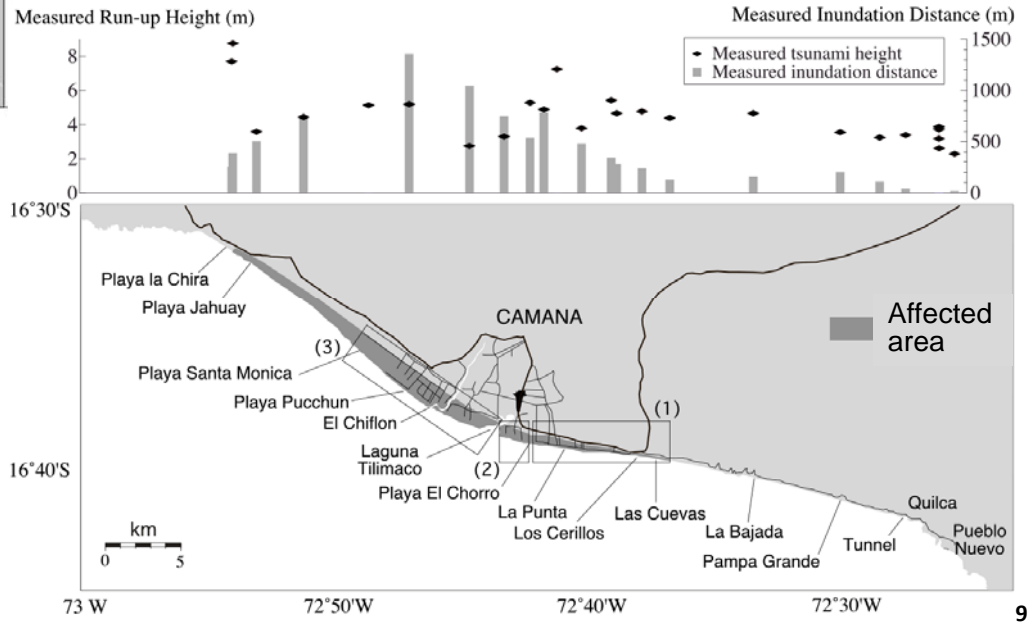 Measured Run-up Height (m)
Measured Inundation Distance (m)
8
6
4
2
0
1500
1000
500
0
Measured tsunami height
Measured inundation distance
16°30'S
16°40'S
Playa la Chira
Playa Jahuay
CAMANA
Affected
area
(3)
Playa Santa Monica
Playa Pucchun
El Chiflon
(1)
Laguna
Tilimaco
(2)
Playa El Chorro
La Punta
Los Cerillos
Las Cuevas
La Bajada
Pampa Grande
Tunnel
Quilca
Pueblo
Nuevo
km
0 5
73 W
72°50'W
72°40'W
72°30'W
9